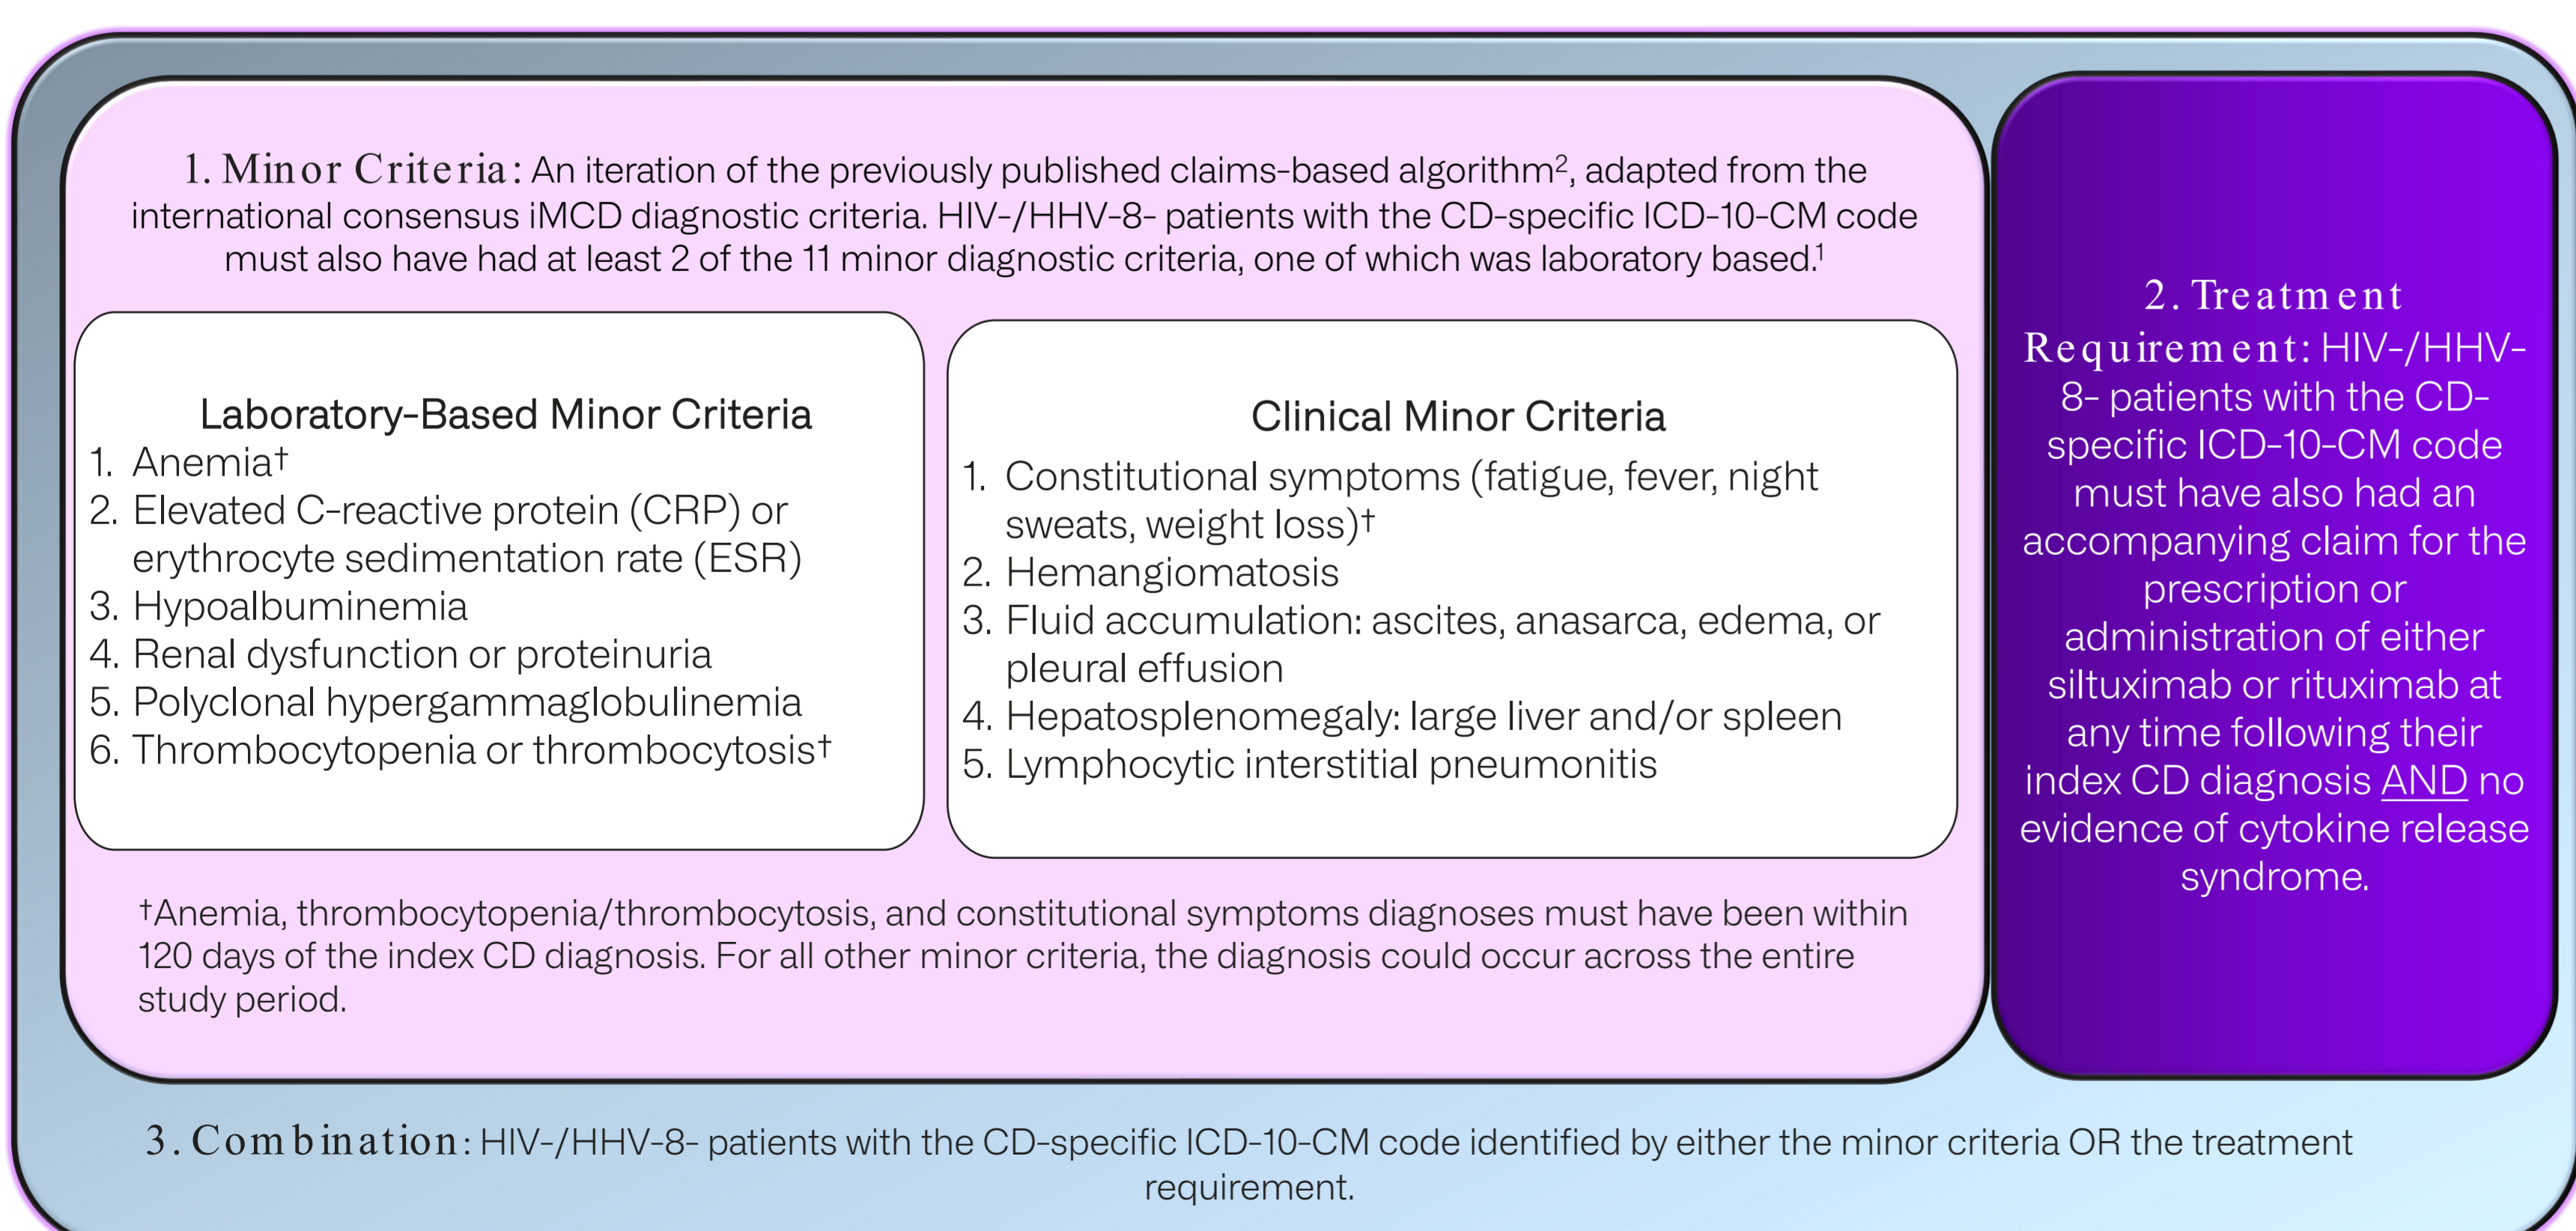 1. Minor Criteria: An iteration of the previously published claims-based algorithm², adapted from the
international consensus iMCD diagnostic criteria. HIV-/HHV-8- patients with the CD-specific ICD-10-CM code
must also have had at least 2 of the 11 minor diagnostic criteria, one of which was laboratory based.¹
Laboratory-Based Minor Criteria
1. Anemia†
2. Elevated C-reactive protein (CRP) or
erythrocyte sedimentation rate (ESR)
3. Hypoalbuminemia
4. Renal dysfunction or proteinuria
5. Polyclonal hypergammaglobulinemia
6. Thrombocytopenia or thrombocytosis†
Clinical Minor Criteria
1. Constitutional symptoms (fatigue, fever, night
sweats, weight loss)†
2. Hemangiomatosis
3. Fluid accumulation: ascites, anasarca, edema, or
pleural effusion
4. Hepatosplenomegaly: large liver and/or spleen
5. Lymphocytic interstitial pneumonitis
†Anemia, thrombocytopenia/thrombocytosis, and constitutional symptoms diagnoses must have been within
120 days of the index CD diagnosis. For all other minor criteria, the diagnosis could occur across the entire
study period.
2. Treatment
Requirement: HIV-/HHV-
8- patients with the CD-
specific ICD-10-CM code
must have also had an
accompanying claim for the
prescription or
administration of either
siltuximab or rituximab at
any time following their
index CD diagnosis AND no
evidence of cytokine release
syndrome.
3. Combination: HIV-/HHV-8- patients with the CD-specific ICD-10-CM code identified by either the minor criteria OR the treatment
requirement.